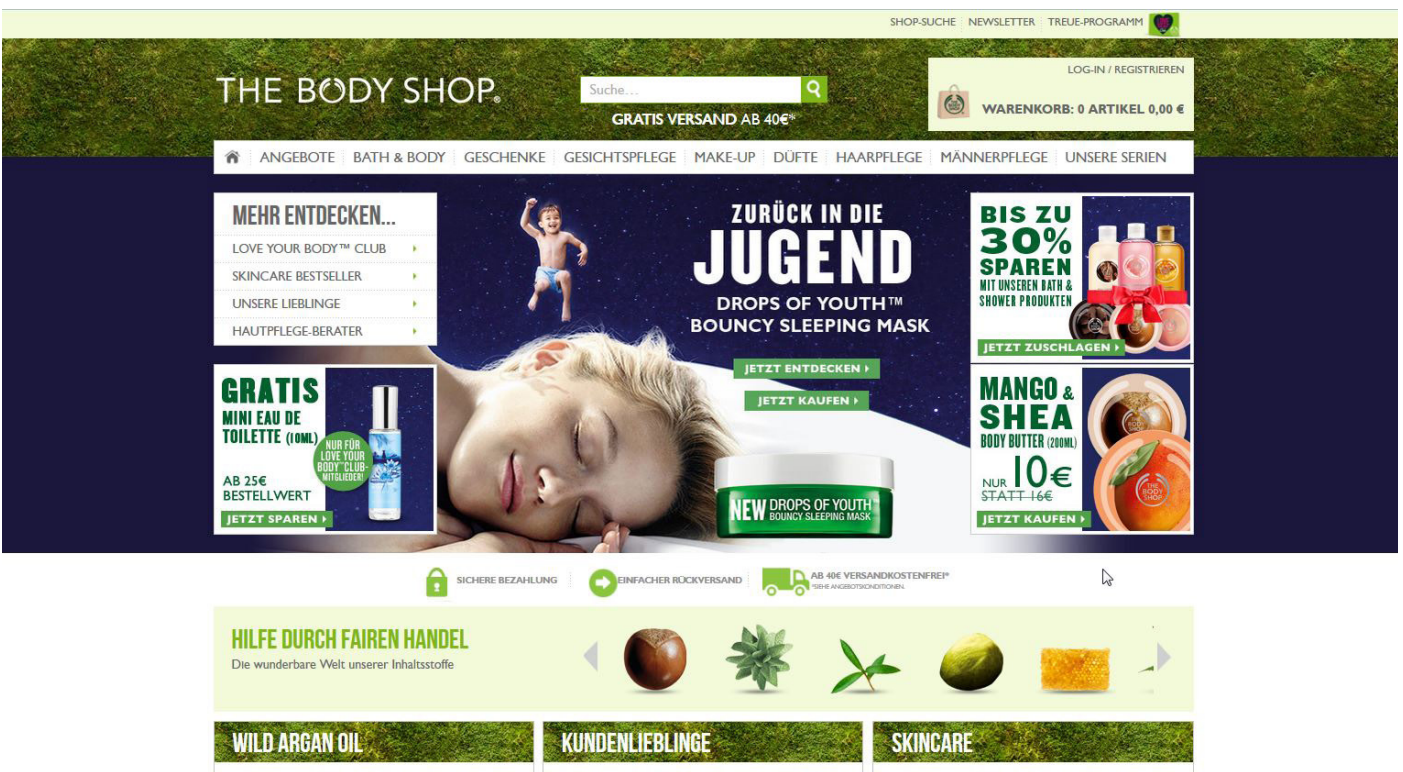 SHOP-SUCHE NEWSLETTER TREUE-PROGRAMM
THE BODY SHOP®
Suche...
GRATIS VERSAND AB 40€*
LOG-IN / REGISTRIEREN
WARENKORB: 0 ARTIKEL 0,00 €
ANGEBOTE BATH & BODY GESCHENKE GESICHTSPFLEGE MAKE-UP DÜFTE HAARPFLEGE MÄNNERPFLEGE UNSERE SERIEN
MEHR ENTDECKEN...
LOVE YOUR BODY™ CLUB
SKINCARE BESTSELLER
UNSERE LIEBLINGE
HAUTPFLEGE-BERATER
GRATIS
MINI EAU DE
TOILETTE (10ML)
NUR FÜR
LOVE YOUR
BODY™CLUB-
MITGLIEDER!
AB 25€
BESTELLWERT
JETZT SPAREN
ZURÜCK IN DIE
JUGEND
DROPS OF YOUTH™
BOUNCY SLEEPING MASK
JETZT ENTDECKEN
JETZT KAUFEN
NEW DROPS OF YOUTH
BOUNCY SLEEPING MASK
BIS ZU
30%
SPAREN
MIT UNSEREN BATH &
SHOWER PRODUKTEN
JETZT ZUSCHLAGEN
MANGO &
SHEA
BODY BUTTER (200ML)
NUR 10€
STATT 16€
JETZT KAUFEN
THE
BODY
SHOP
SICHERE BEZAHLUNG
EINFACHER RÜCKVERSAND
AB 40€ VERSANDKOSTENFREI*
*SIEHE ANGEBOTSKONDITIONEN.
HILFE DURCH FAIREN HANDEL
Die wunderbare Welt unserer Inhaltsstoffe
WILD ARGAN OIL
KUNDENLIEBLINGE
SKINCARE